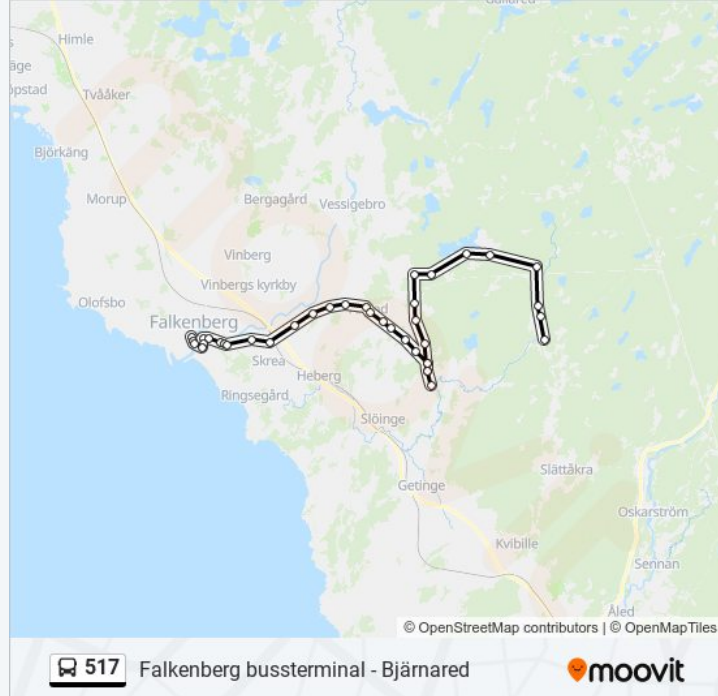 Himle
Tvååker
Björkäng
Morup
Bergagård
Vessigebro
Vinberg
Vinbergs kyrkby
Olofsbo
Falkenberg
Skrea
Heberg
Ringsegård
Slöinge
Getinge
Slättåkra
Oskarström
Kvibille
Sennan
Åled
© OpenStreetMap contributors | © OpenMapTiles
517 Falkenberg bussterminal - Bjärnared moovit